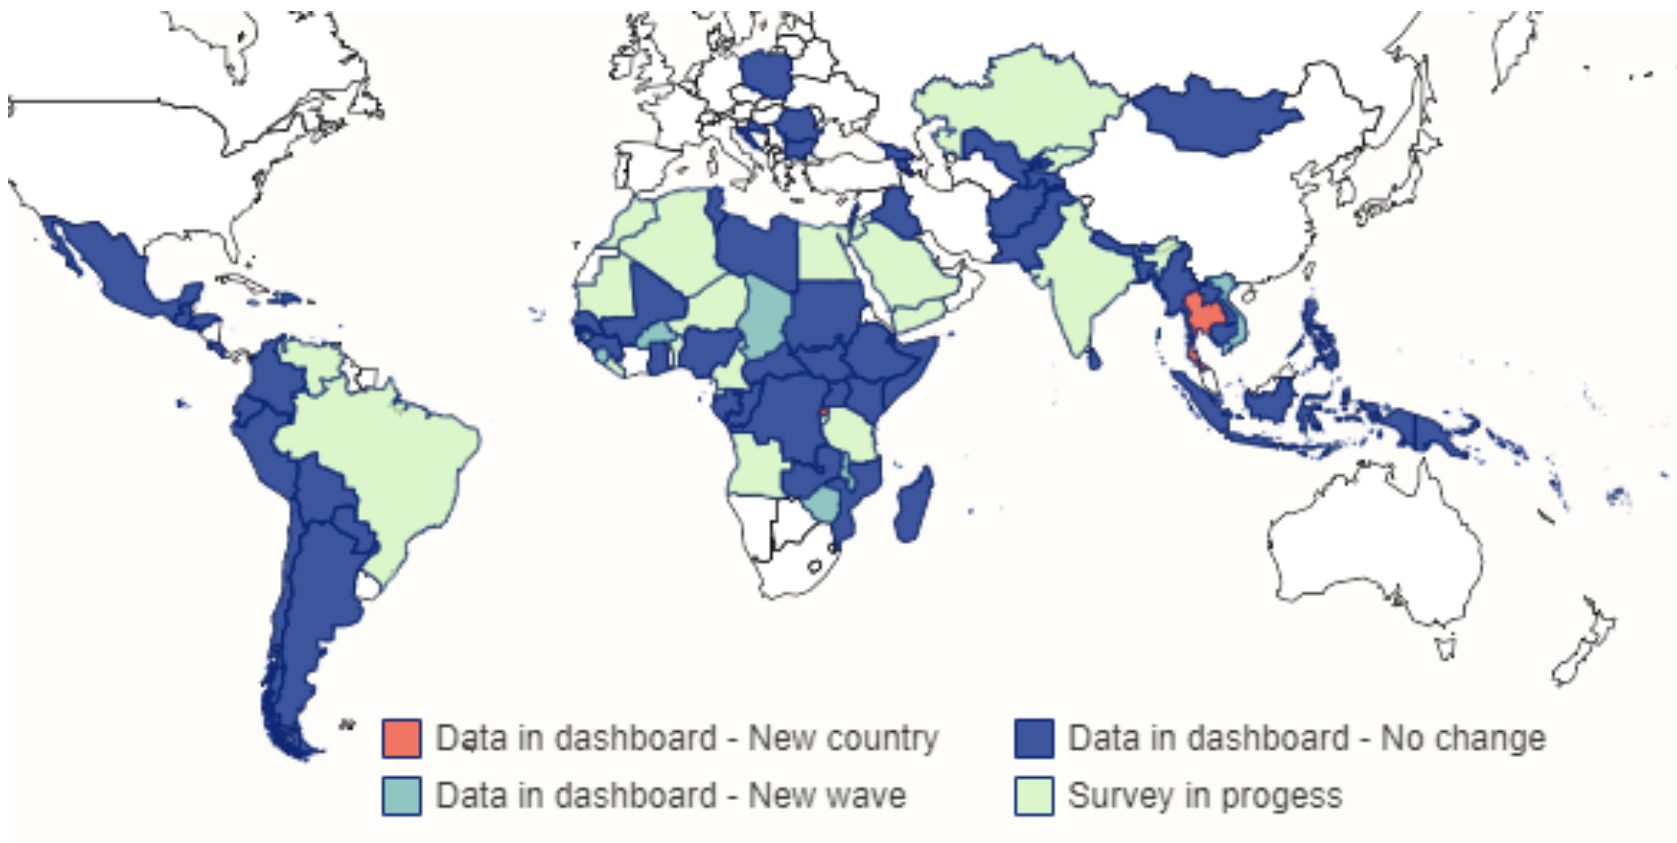 Data in dashboard - New country
Data in dashboard - No change
Data in dashboard - New wave
Survey in progess